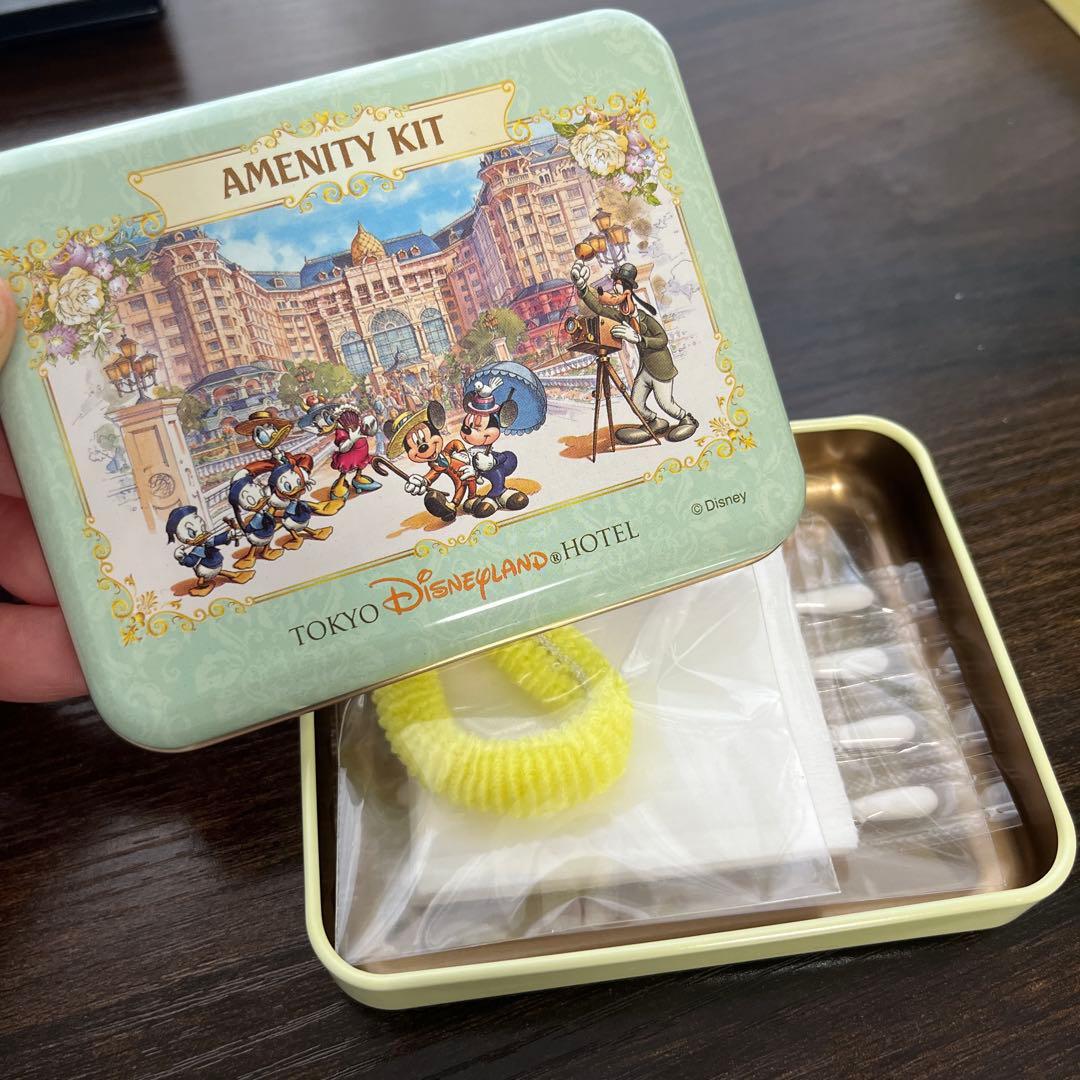 AMENITY KIT
© Disney
TOKYO DISNEYLAND® HOTEL